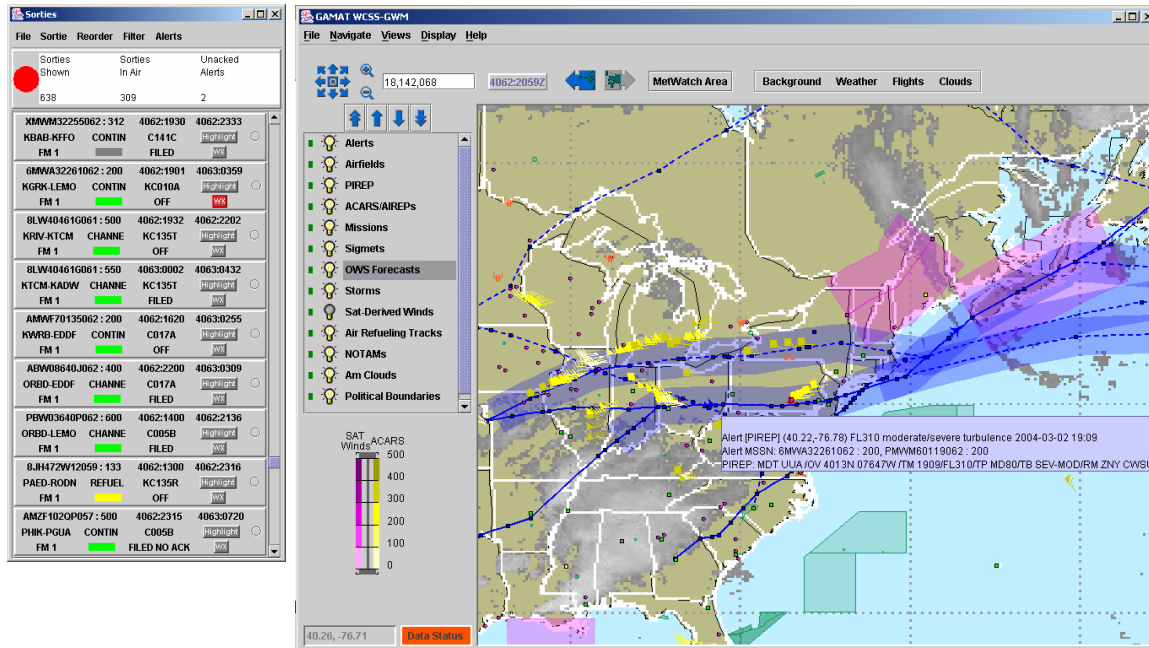 Sorties
File Sortie Reorder Filter Alerts
Sorties Sorties Unacked
Shown In Air Alerts
638 309 2
XMWM32255062 : 312 4062:1930 4062:2333
KBAB-KFFO CONTIN C141C Highlight
FM 1 FILED WX
6MWA32261062 : 200 4062:1901 4063:0359
KGRK-LEMO CONTIN KC010A Highlight
FM 1 OFF WX
8LW40461G061 : 500 4062:1932 4062:2202
KRIV-KTCM CHANNE KC135T Highlight
FM 1 OFF WX
8LW40461G061 : 550 4063:0002 4063:0432
KTCM-KADW CHANNE KC135T Highlight
FM 1 FILED WX
AMWF70135062 : 200 4062:1620 4063:0255
KWRB-EDDF CONTIN C017A Highlight
FM 1 OFF WX
ABW08640J062 : 400 4062:2200 4063:0309
ORBD-EDDF CHANNE C017A Highlight
FM 1 FILED WX
PBW03640P062 : 600 4062:1400 4062:2136
ORBD-LEMO CHANNE C005B Highlight
FM 1 FILED WX
8JH472W12059 : 133 4062:1300 4062:2316
PAED-RODN REFUEL KC135R Highlight
FM 1 OFF WX
AMZF102QP057 : 500 4062:2315 4063:0720
PHIK-PGUA CONTIN C005B Highlight
FM 1 FILED NO ACK WX
GAMAT WCSS-GWM
File Navigate Views Display Help
18,142,068 4062:2059Z MetWatch Area Background Weather Flights Clouds
Alerts
Airfields
PIREP
ACARS/AIREPs
Missions
Sigmets
OWS Forecasts
Storms
Sat-Derived Winds
Air Refueling Tracks
NOTAMs
Am Clouds
Political Boundaries
SAT ACARS
Winds
500
400
300
200
100
0
40.26, -76.71 Data Status
Alert [PIREP] (40.22,-76.78) FL310 moderate/severe turbulence 2004-03-02 19:09
Alert MSSN: 6MWA32261062 : 200, PMWM60119062 : 200
PIREP: MDT UUA /OV 4013N 07647W /TM 1909/FL310/TP MD80/TB SEV-MOD/RM ZNY CWSU